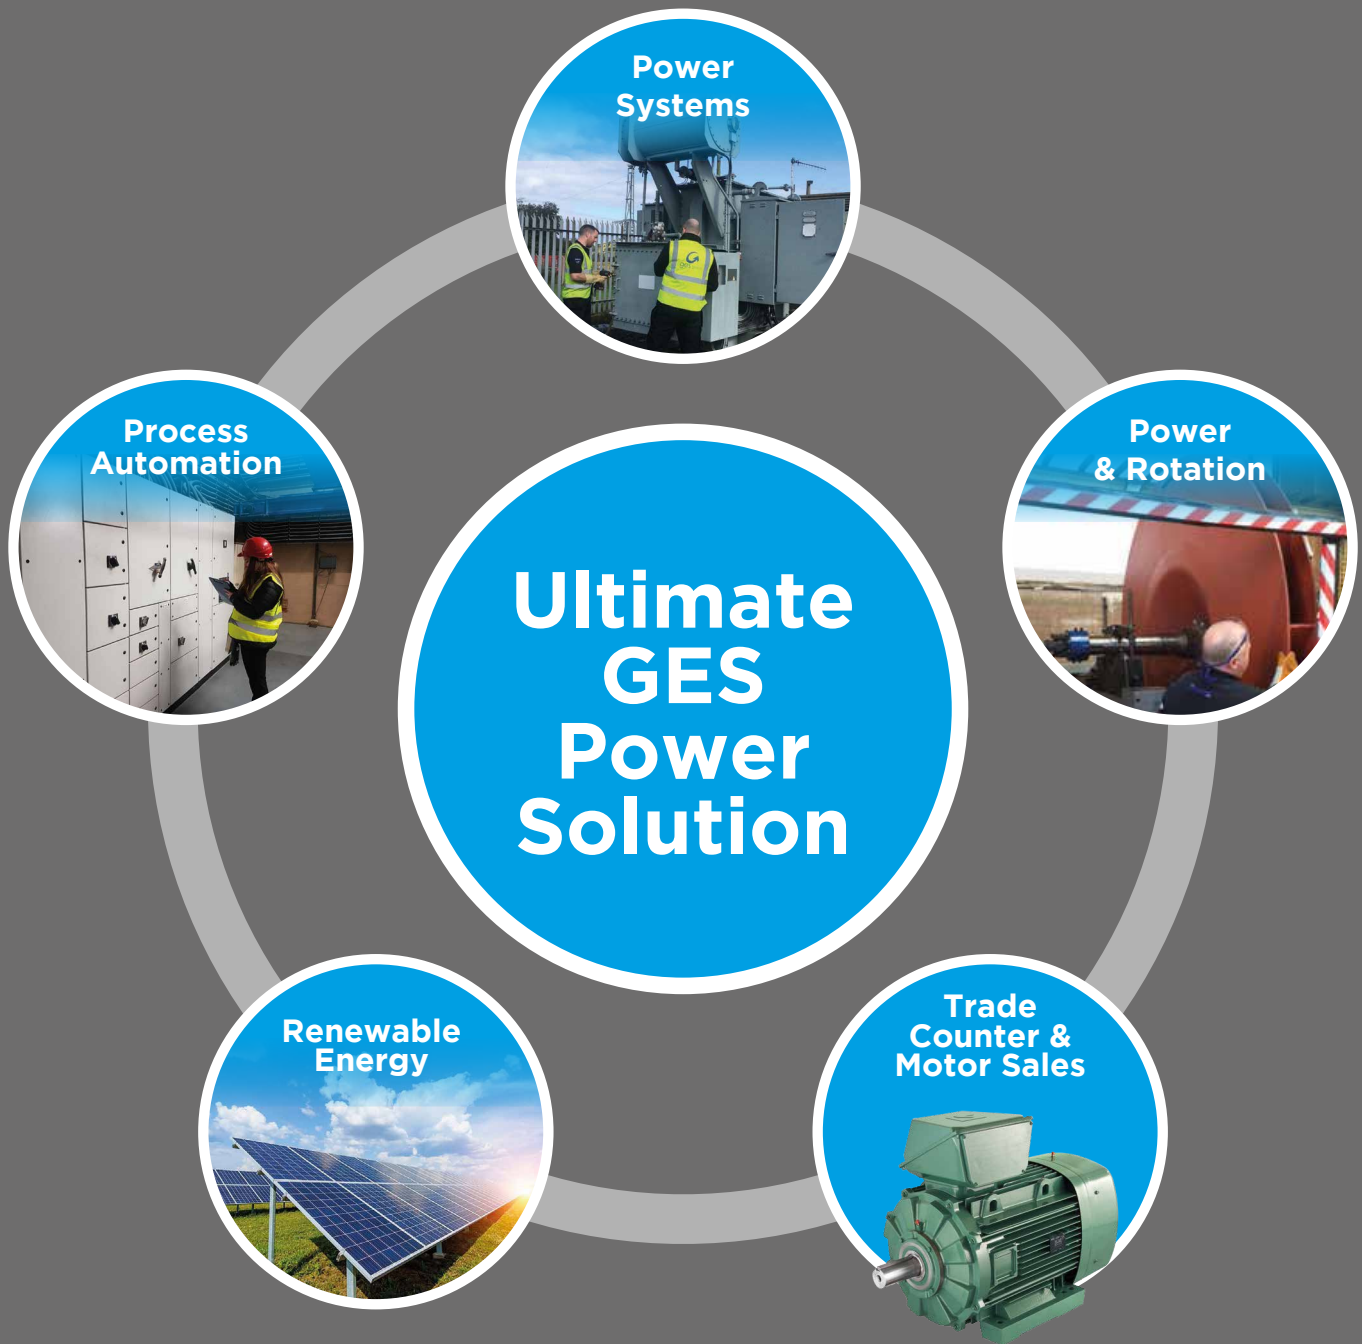 Power
Systems
Process
Automation
Power
& Rotation
Ultimate
GES
Power
Solution
Renewable
Energy
Trade
Counter &
Motor Sales